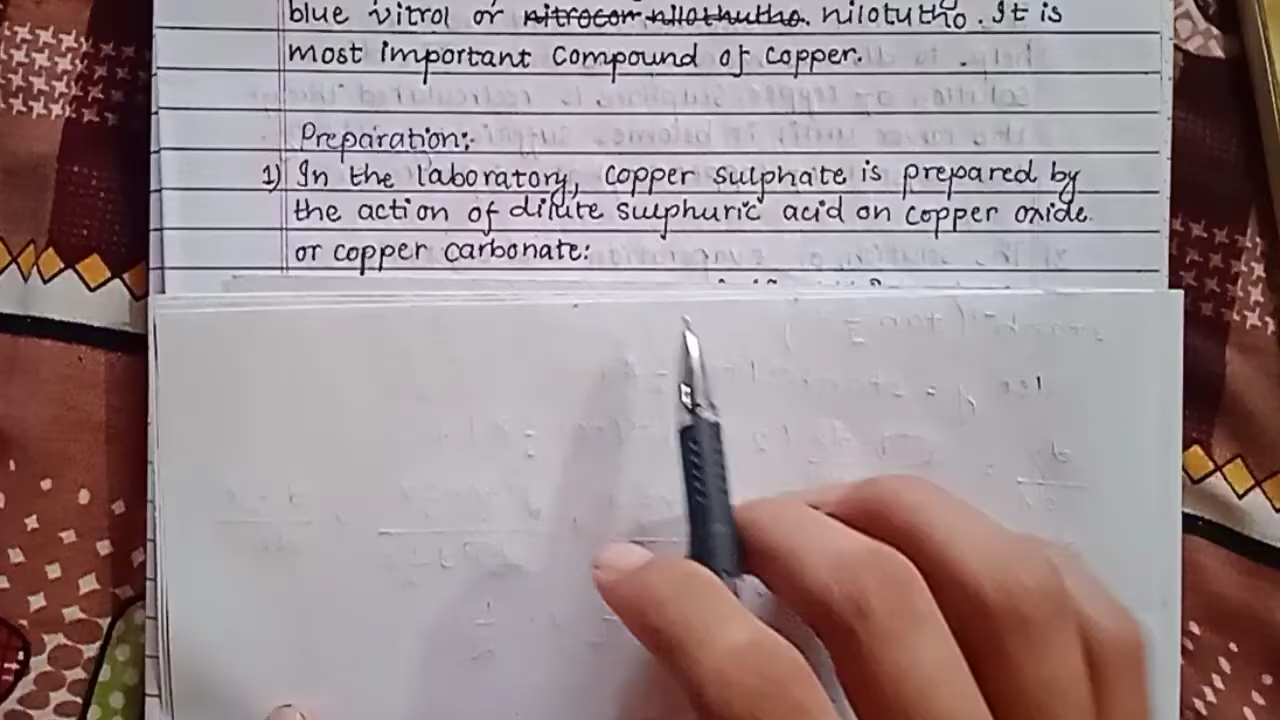 blue vitrol or nitrocor nilothutho. nilotutho. It is
most important compound of copper.
Preparation:-
1) In the laboratory, copper sulphate is prepared by
the action of dilute sulphuric acid on copper oxide
or copper carbonate: